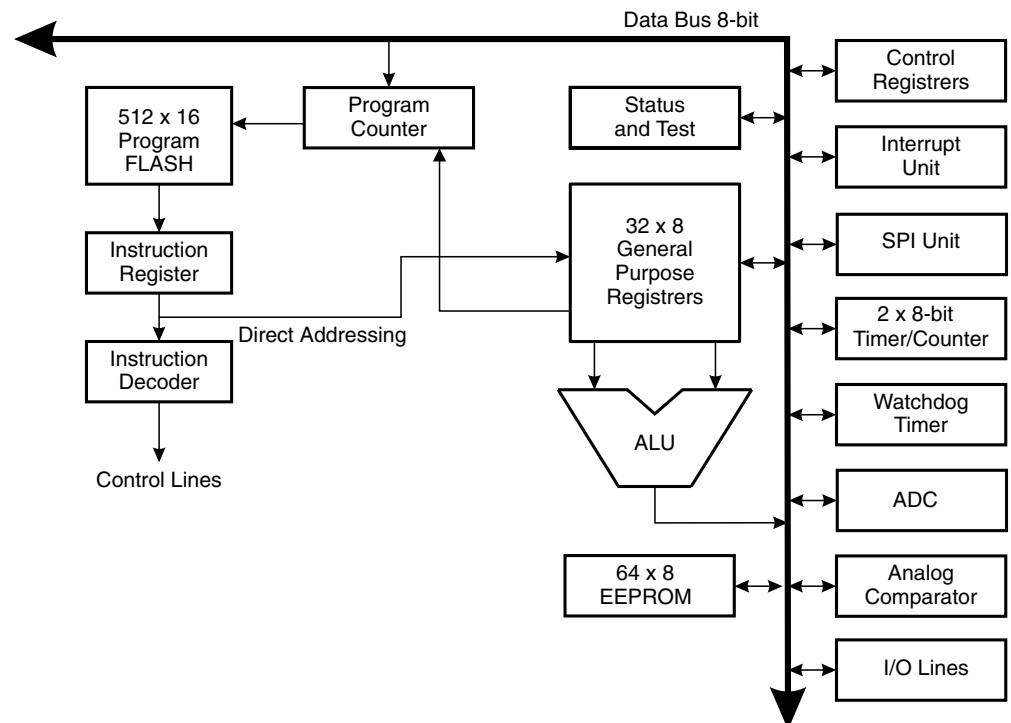 Data Bus 8-bit
512 x 16
Program
FLASH
Program
Counter
Status
and Test
Control
Registrers
Interrupt
Unit
Instruction
Register
32 x 8
General
Purpose
Registrers
SPI Unit
Direct Addressing
2 x 8-bit
Timer/Counter
Instruction
Decoder
ALU
Watchdog
Timer
Control Lines
ADC
64 x 8
EEPROM
Analog
Comparator
I/O Lines